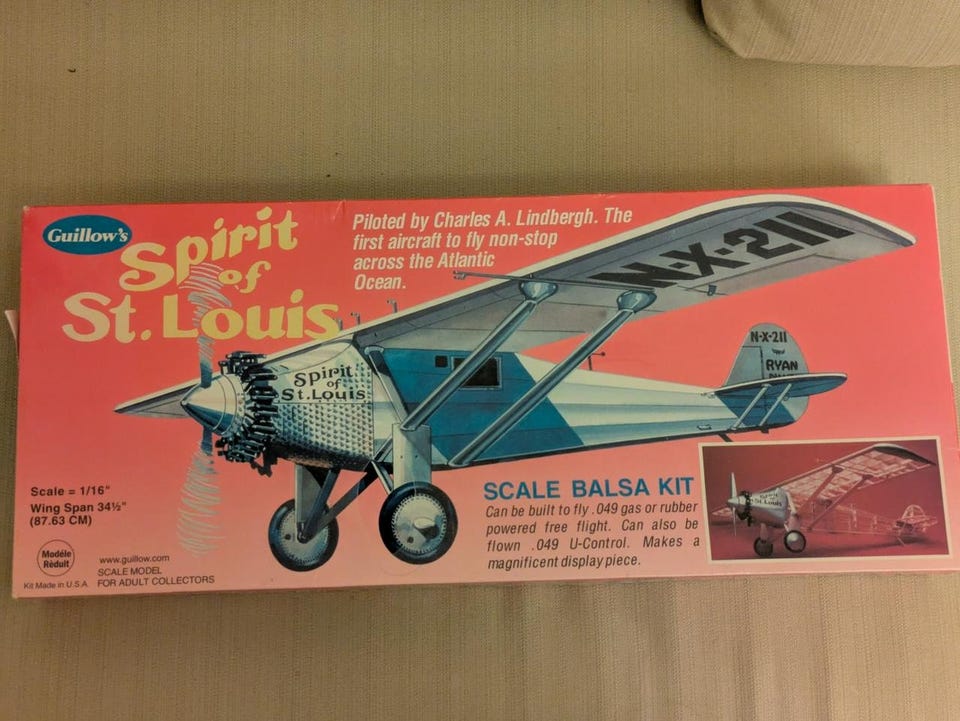 Guillow's
Spirit
of
St. Louis
Piloted by Charles A. Lindbergh. The
first aircraft to fly non-stop
across the Atlantic
Ocean.
N-X-211
N-X-211
RYAN
Spirit
of
St. Louis
Scale = 1/16"
Wing Span 34½"
(87.63 CM)
SCALE BALSA KIT
Can be built to fly .049 gas or rubber
powered free flight. Can also be
flown .049 U-Control. Makes a
magnificent display piece.
Modéle
Réduit
www.guillow.com
SCALE MODEL
FOR ADULT COLLECTORS
Kit Made in U.S.A.